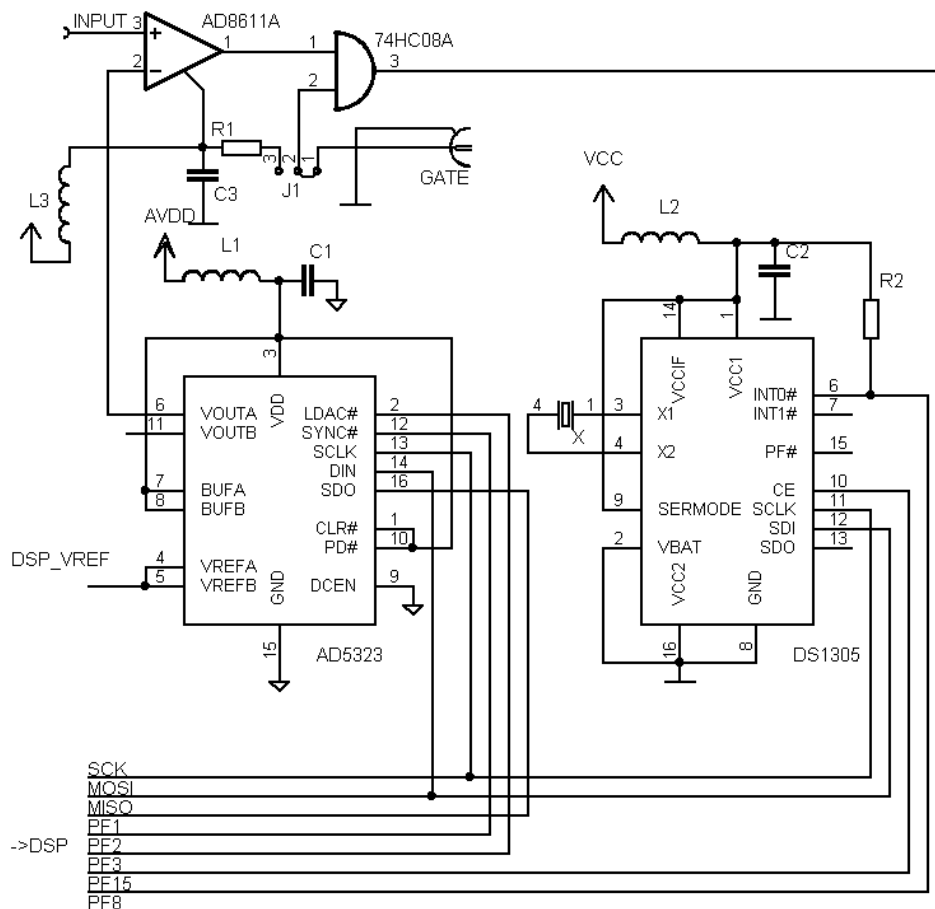 INPUT 3 AD8611A
1 1 74HC08A
2 2 3
+
−
R1 3 2 1
L3 C3 J1 GATE
VCC
AVDD L1 C1 L2
C2
R2
3 14 1
VDD VCCIF VCC1
6 VOUTA LDAC# 2
11 VOUTB SYNC# 12
SCLK 13
DIN 14
7 BUFA SDO 16
8 BUFB
CLR# 1
PD# 10
DSP_VREF 4 VREFA
5 VREFB DCEN 9
GND
15 AD5323
4 1 3 X1 INT0# 6
X INT1# 7
4 X2 PF# 15
CE 10
9 SERMODE SCLK 11
SDI 12
2 VBAT SDO 13
VCC2 GND
16 8 DS1305
SCK
MOSI
MISO
PF1
->DSP PF2
PF3
PF15
PF8